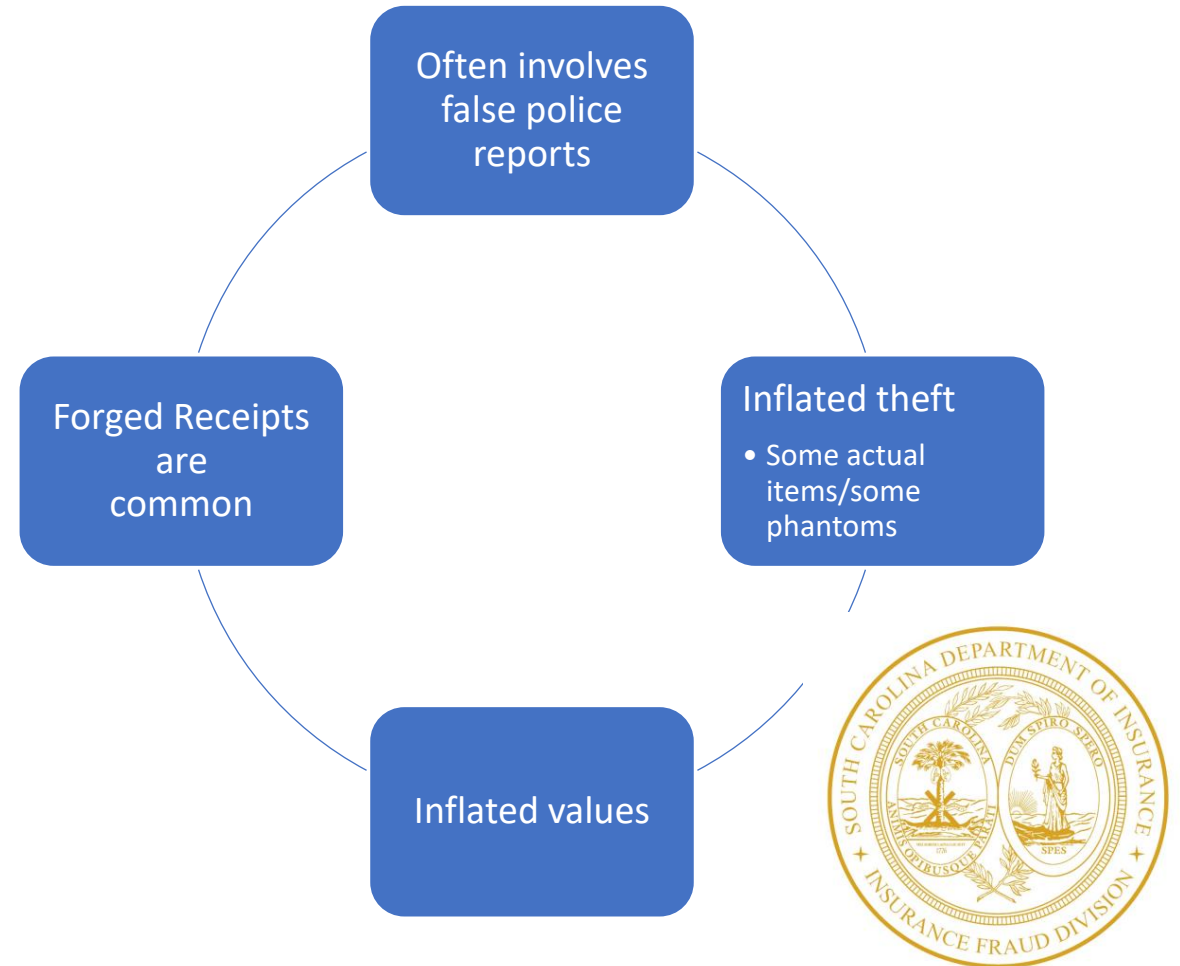 Often involves
false police
reports
Inflated theft
• Some actual
items/some
phantoms
Inflated values
Forged Receipts
are
common
SOUTH CAROLINA DEPARTMENT OF INSURANCE
INSURANCE FRAUD DIVISION
SOUTH CAROLINA
ANIMIS OPIBUSQUE PARATI
1776
DUM SPIRO SPERO
SPES